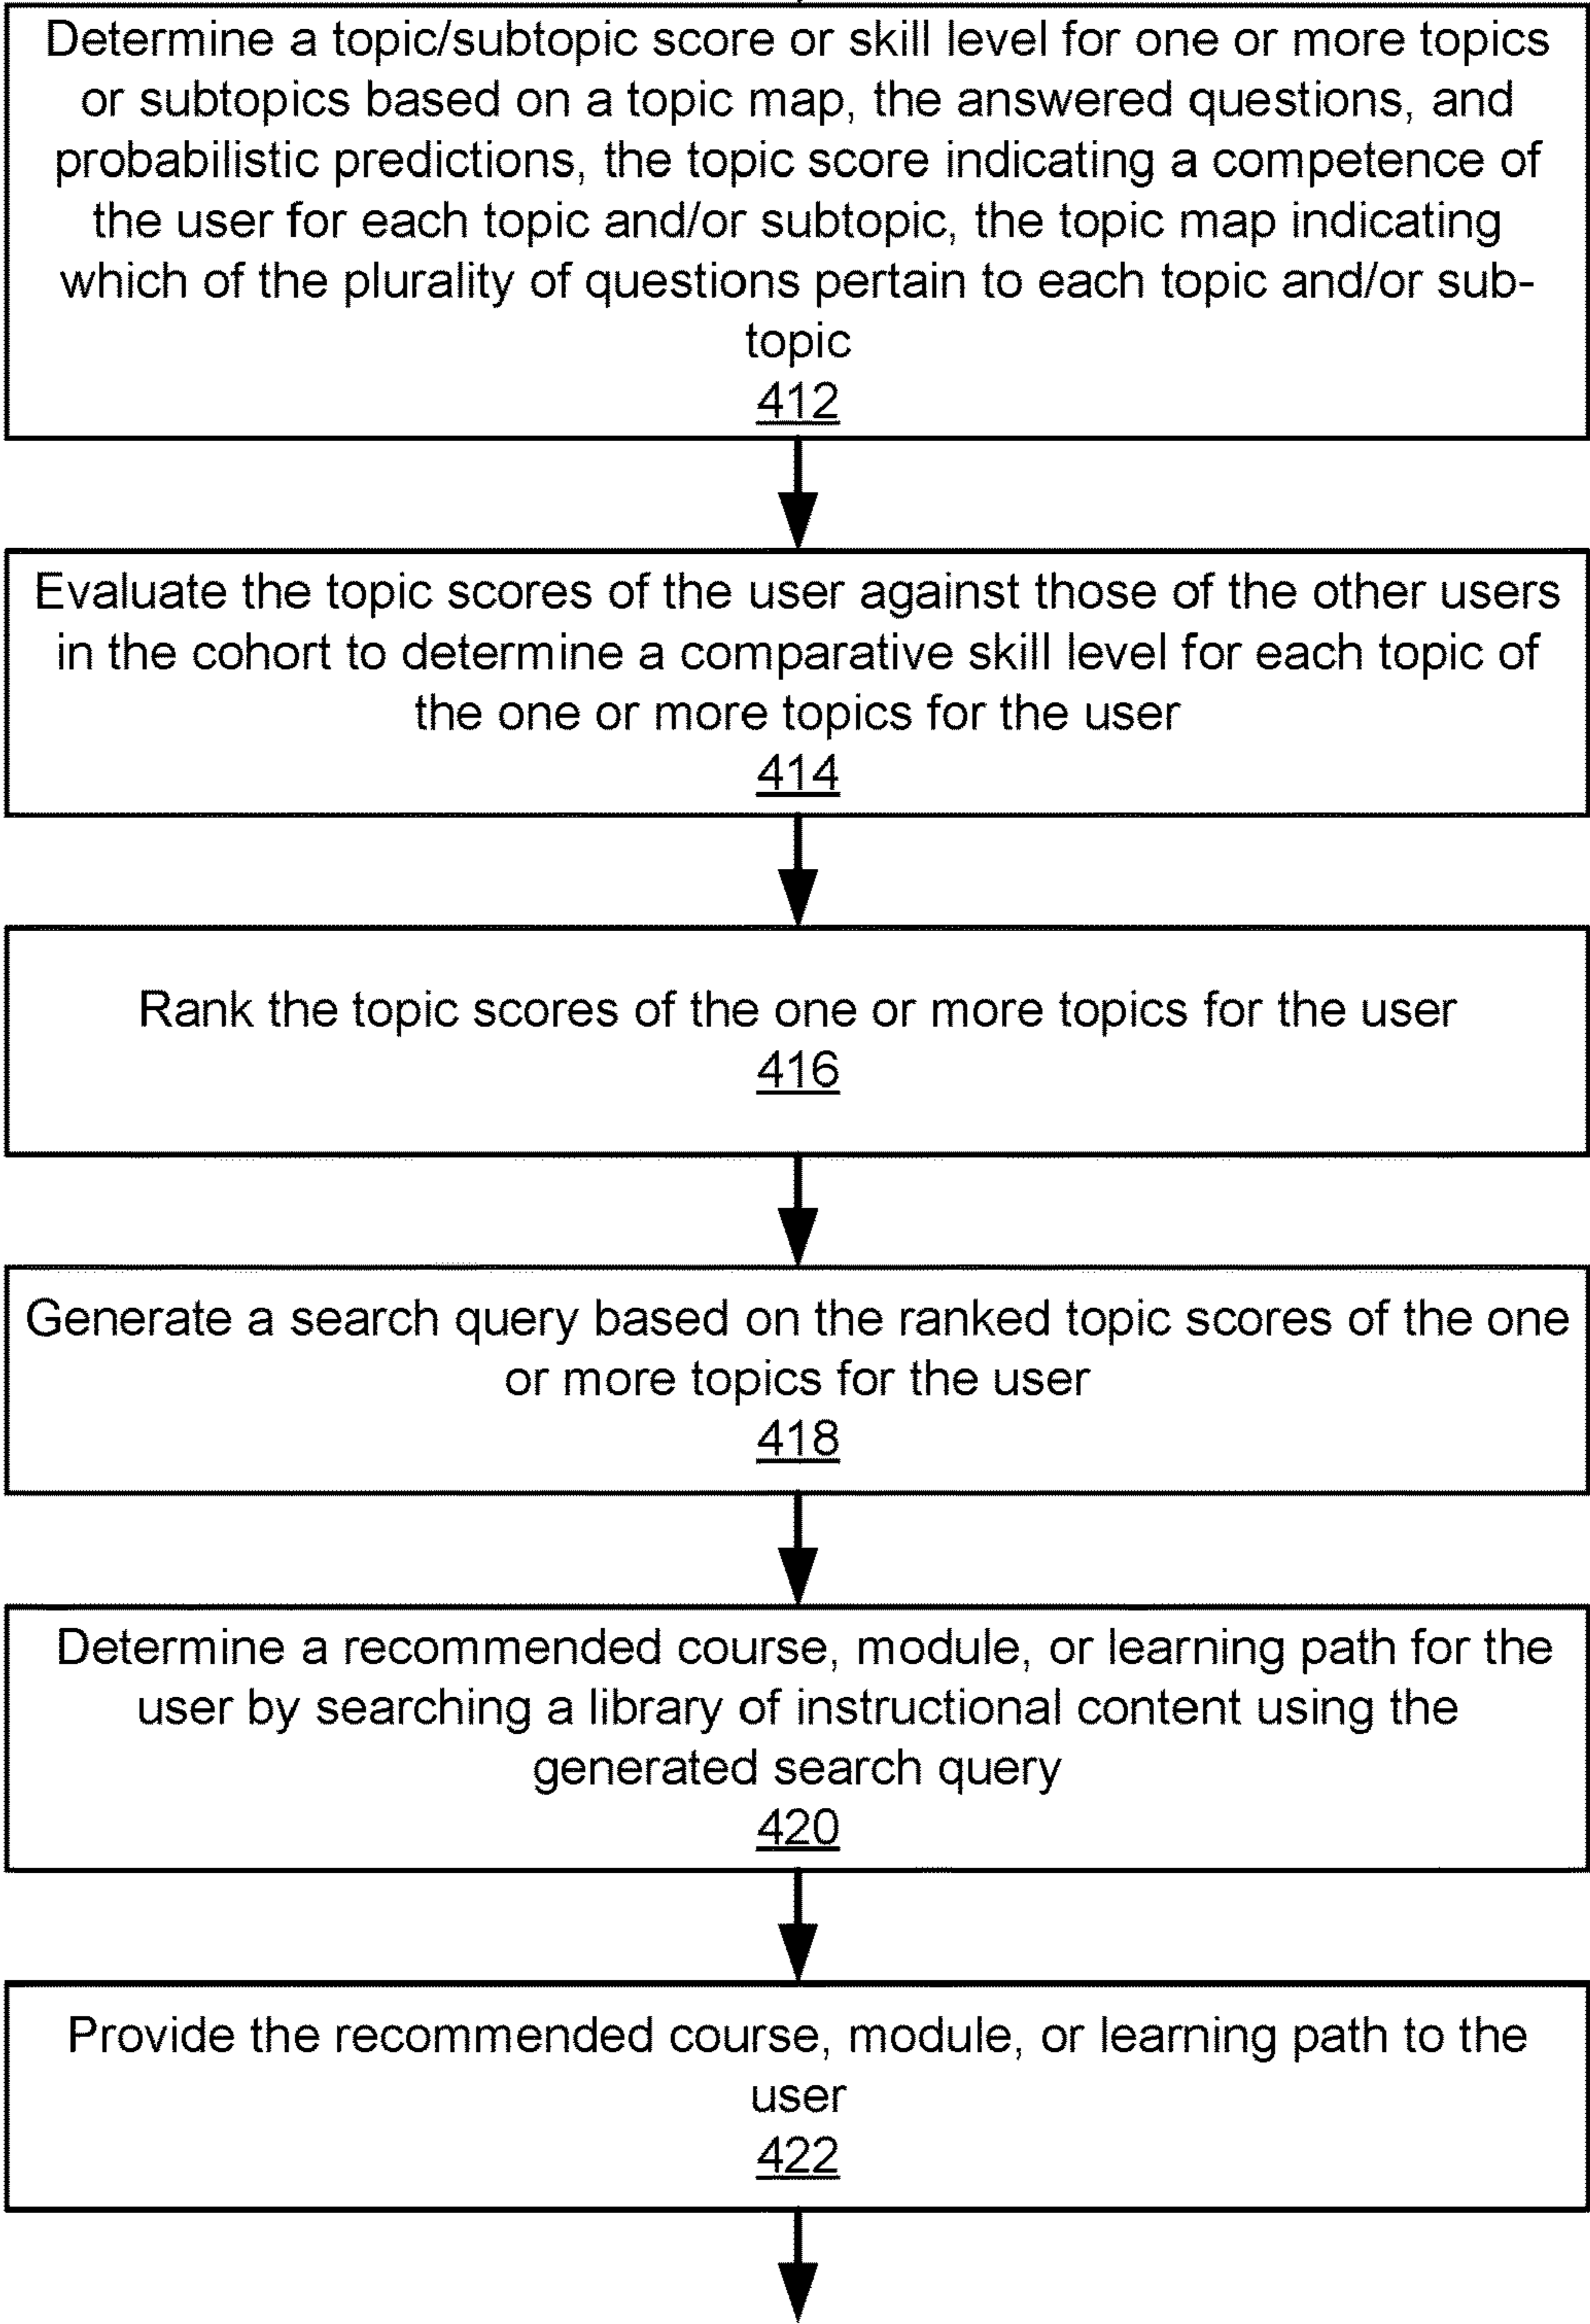 Determine a topic/subtopic score or skill level for one or more topics
or subtopics based on a topic map, the answered questions, and
probabilistic predictions, the topic score indicating a competence of
the user for each topic and/or subtopic, the topic map indicating
which of the plurality of questions pertain to each topic and/or sub-
topic
412
Evaluate the topic scores of the user against those of the other users
in the cohort to determine a comparative skill level for each topic of
the one or more topics for the user
414
Rank the topic scores of the one or more topics for the user
416
Generate a search query based on the ranked topic scores of the one
or more topics for the user
418
Determine a recommended course, module, or learning path for the
user by searching a library of instructional content using the
generated search query
420
Provide the recommended course, module, or learning path to the
user
422